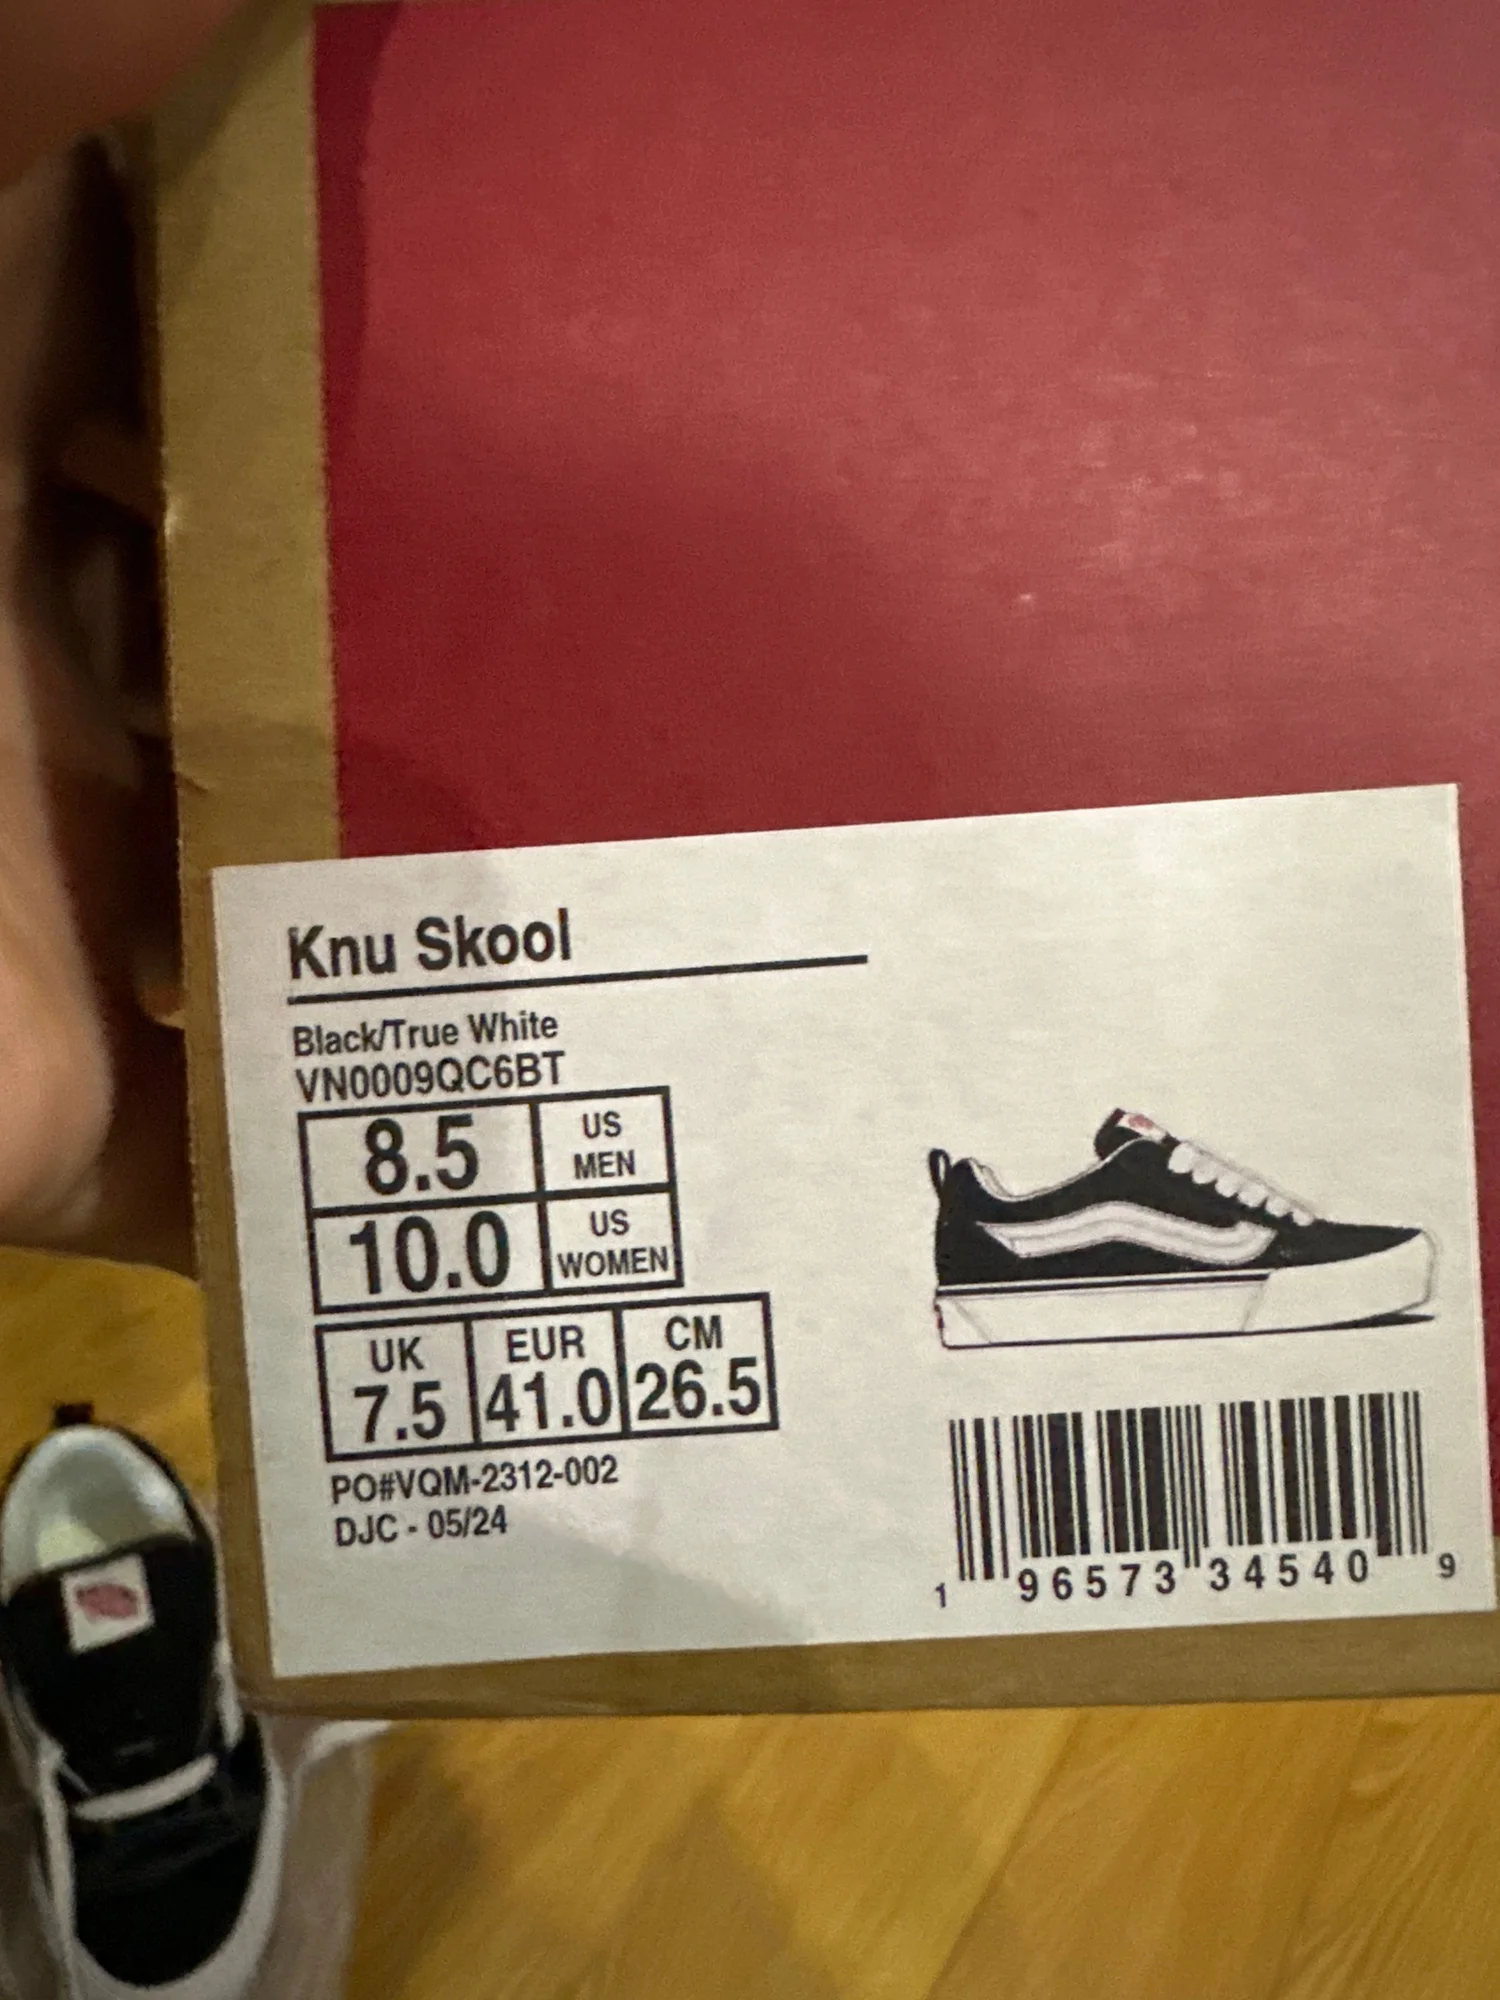 Knu Skool
Black/True White
VN0009QC6BT
8.5 US MEN
10.0 US WOMEN
UK EUR CM
7.5 41.0 26.5
PO#VQM-2312-002
DJC - 05/24
1 96573 34540 9